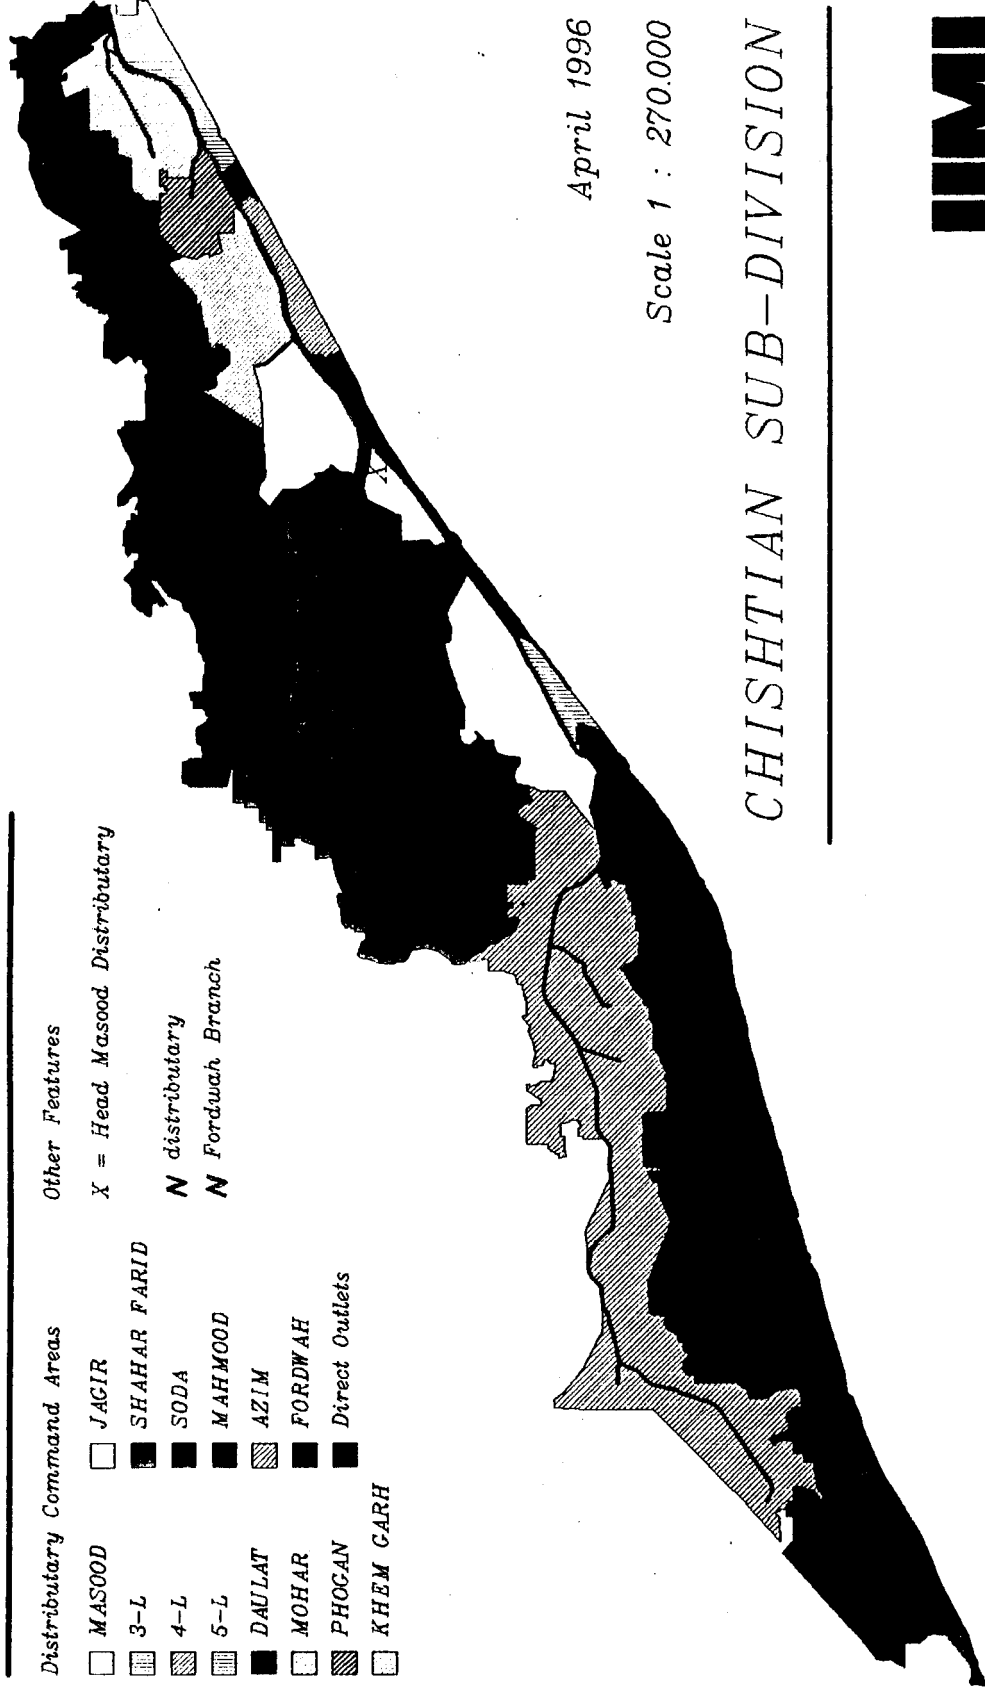 Distributary Command Areas
MASOOD
3-L
4-L
5-L
DAULAT
MOHAR
PHOGAN
KHEM GARH
JAGIR
SHAHAR FARID
SODA
MAHMOOD
AZIM
FORDWAH
Direct Outlets
Other Features
X = Head Masood Distributary
N distributary
N Fordwah Branch
X
April 1996
Scale 1 : 270.000
CHISHTIAN SUB-DIVISION
IIMI